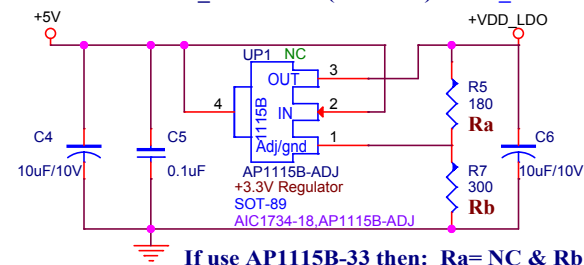 +5V
+VDD_LDO
UP1 NC
OUT 3
4
1115B
IN 2
Adj/gnd 1
R5
180
Ra
C4
10uF/10V
C5
0.1uF
R7
300
Rb
C6
10uF/10V
AP1115B-ADJ
+3.3V Regulator
SOT-89
AIC1734-18,AP1115B-ADJ
If use AP1115B-33 then: Ra= NC & Rb